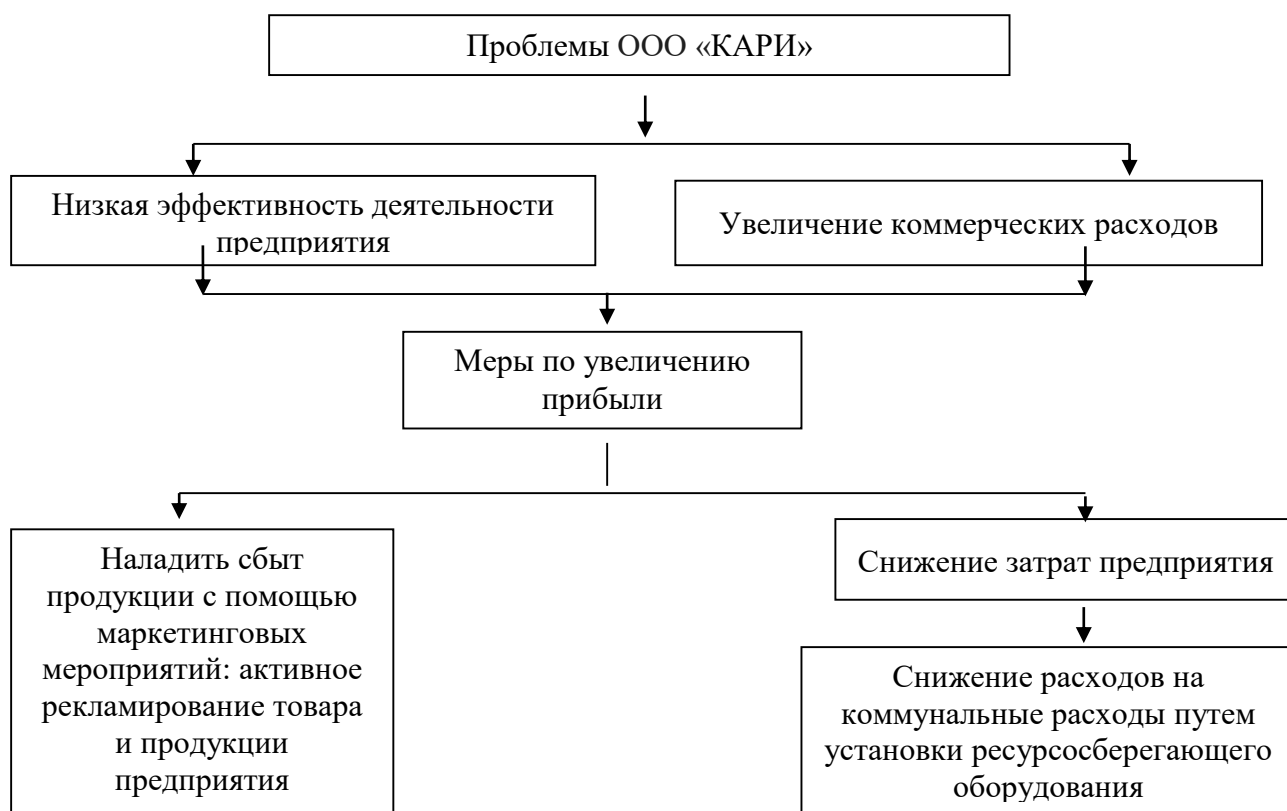 Проблемы ООО «КАРИ»
Низкая эффективность деятельности
предприятия
Увеличение коммерческих расходов
Меры по увеличению
прибыли
Наладить сбыт
продукции с помощью
маркетинговых
мероприятий: активное
рекламирование товара
и продукции
предприятия
Снижение затрат предприятия
Снижение расходов на
коммунальные расходы путем
установки ресурсосберегающего
оборудования